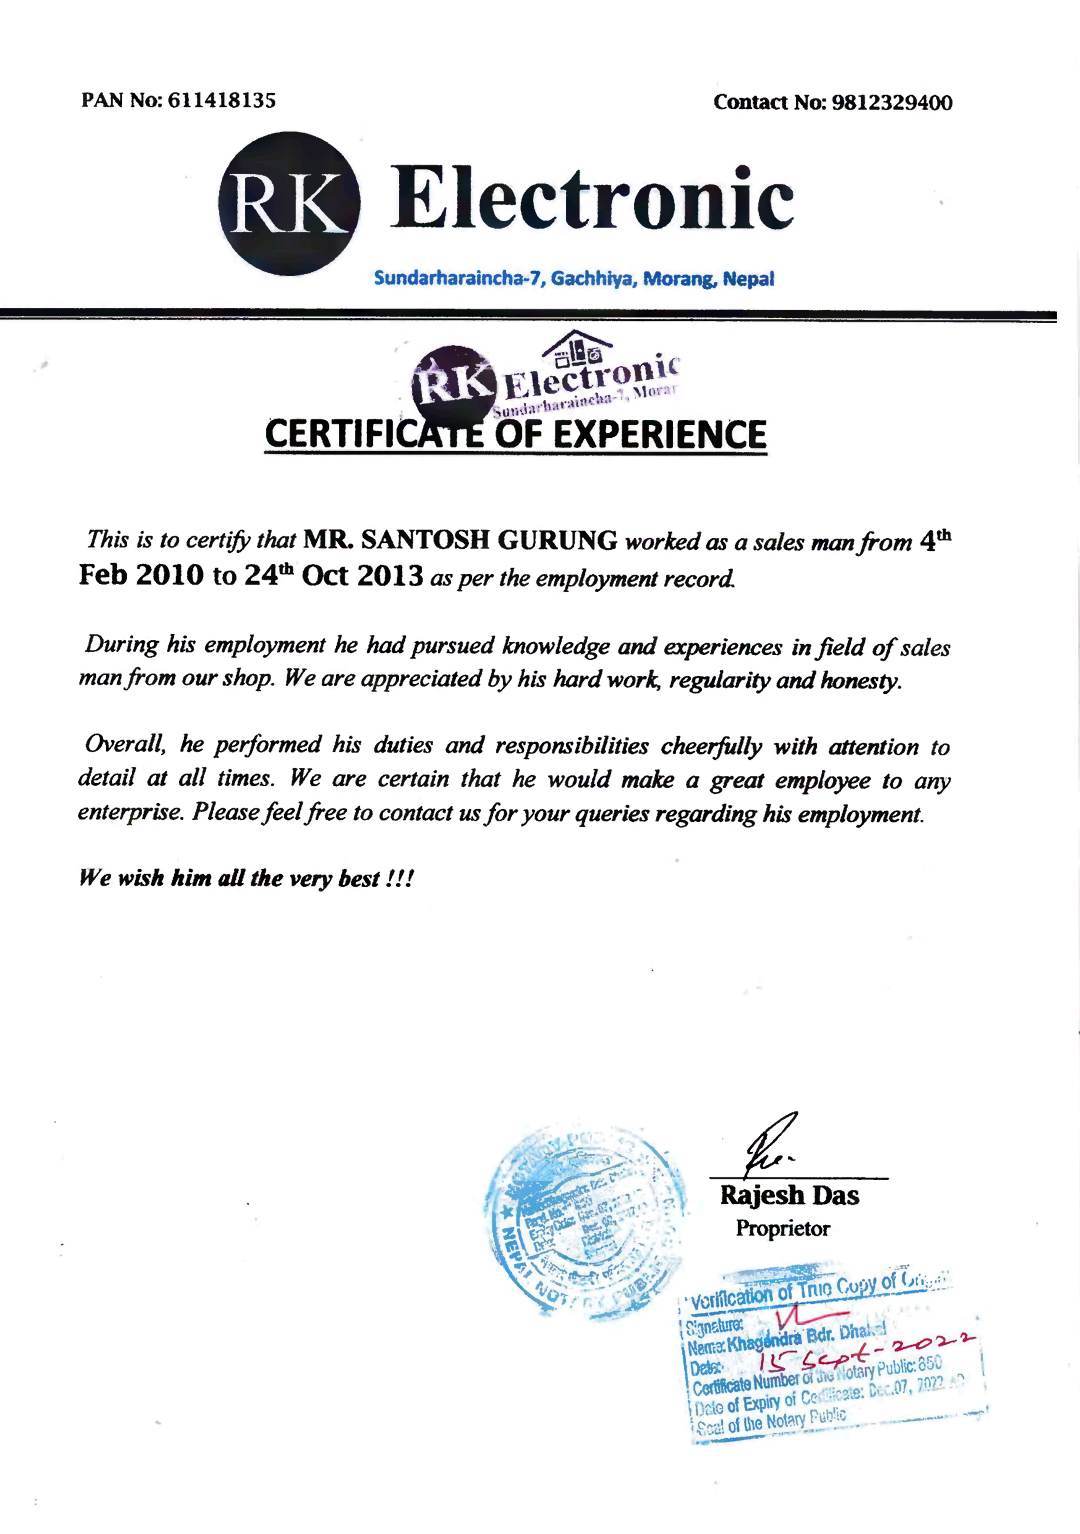 PAN No: 611418135
Contact No: 9812329400
RK Electronic
Sundarharaincha-7, Gachhiya, Morang, Nepal
RK Electronic
Sundarharaincha-7, Morar
CERTIFICATE OF EXPERIENCE
This is to certify that MR. SANTOSH GURUNG worked as a sales man from 4th
Feb 2010 to 24th Oct 2013 as per the employment record.
During his employment he had pursued knowledge and experiences in field of sales
man from our shop. We are appreciated by his hard work, regularity and honesty.
Overall, he performed his duties and responsibilities cheerfully with attention to
detail at all times. We are certain that he would make a great employee to any
enterprise. Please feel free to contact us for your queries regarding his employment.
We wish him all the very best !!!
Rajesh Das
Proprietor
NEPAL NOTARY PUBLIC
Verification of True Copy of
Signature:
Name: Khagendra Bdr. Dhakal
Date: 15 Sept-2022
Certificate Number of the Notary Public: 850
Date of Expiry of Certificate: Dec.07, 2022 AD
Seal of the Notary Public